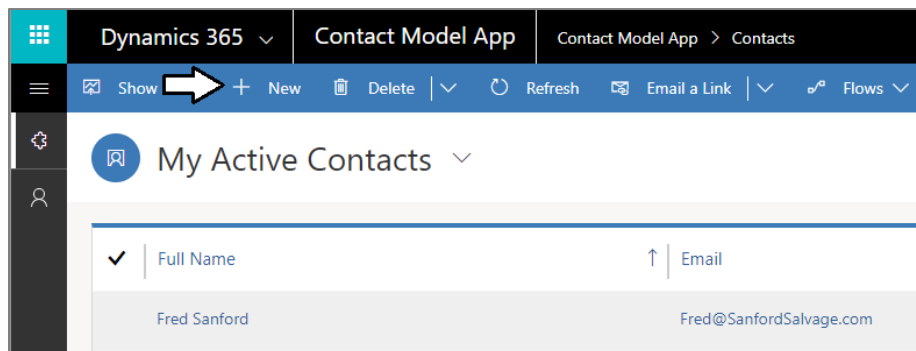 Dynamics 365 Contact Model App Contact Model App > Contacts
Show + New Delete Refresh Email a Link Flows
My Active Contacts
Full Name ↑ Email
Fred Sanford Fred@SanfordSalvage.com